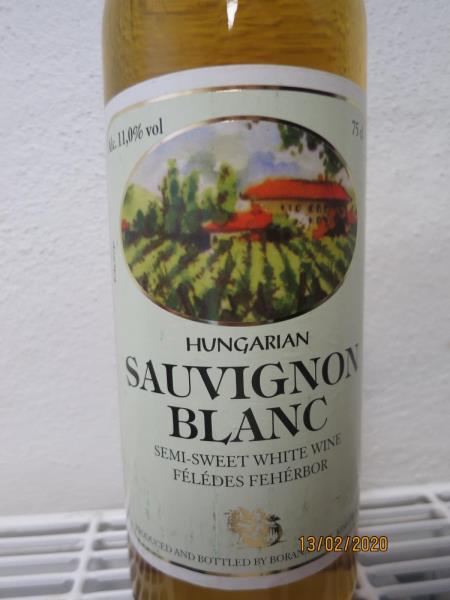 Alc. 11,0% vol
75 cl
HUNGARIAN
SAUVIGNON
BLANC
SEMI-SWEET WHITE WINE
FÉLÉDES FEHÉRBOR
PRODUCED AND BOTTLED BY BORAN
13/02/2020